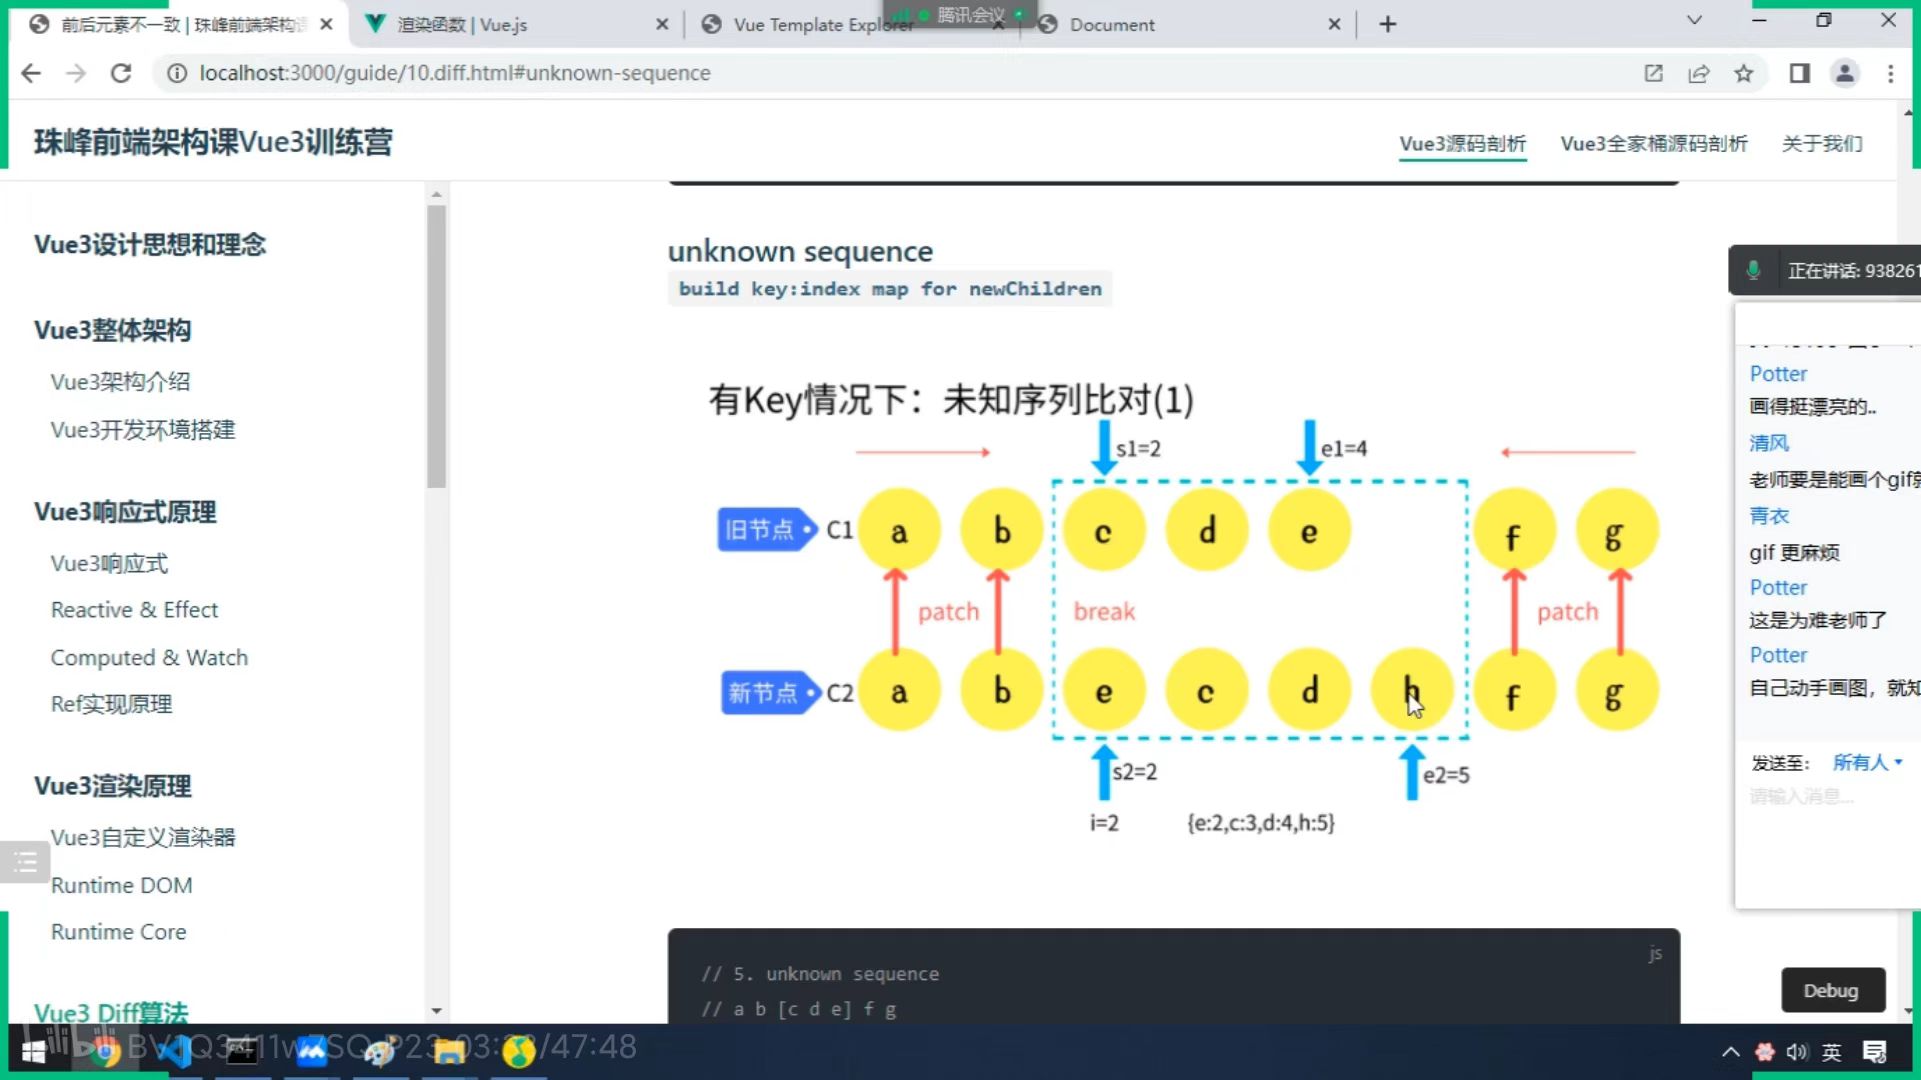 前后元素不一致 | 珠峰前端架构课
渲染函数 | Vue.js
Vue Template Explorer
腾讯会议
Document
localhost:3000/guide/10.diff.html#unknown-sequence
珠峰前端架构课Vue3训练营
Vue3源码剖析
Vue3全家桶源码剖析
关于我们
Vue3设计思想和理念
Vue3整体架构
Vue3架构介绍
Vue3开发环境搭建
Vue3响应式原理
Vue3响应式
Reactive & Effect
Computed & Watch
Ref实现原理
Vue3渲染原理
Vue3自定义渲染器
Runtime DOM
Runtime Core
Vue3 Diff算法
unknown sequence
build key:index map for newChildren
有Key情况下：未知序列比对(1)
s1=2
e1=4
旧节点 C1 a b c d e f g
patch break patch
新节点 C2 a b e c d h f g
s2=2
e2=5
i=2 {e:2,c:3,d:4,h:5}
js
// 5. unknown sequence
// a b [c d e] f g
正在讲话: 938261
Potter
画得挺漂亮的..
清风
老师要是能画个gif
青衣
gif 更麻烦
Potter
这是为难老师了
Potter
自己动手画图，就知
发送至: 所有人
请输入消息...
Debug
英